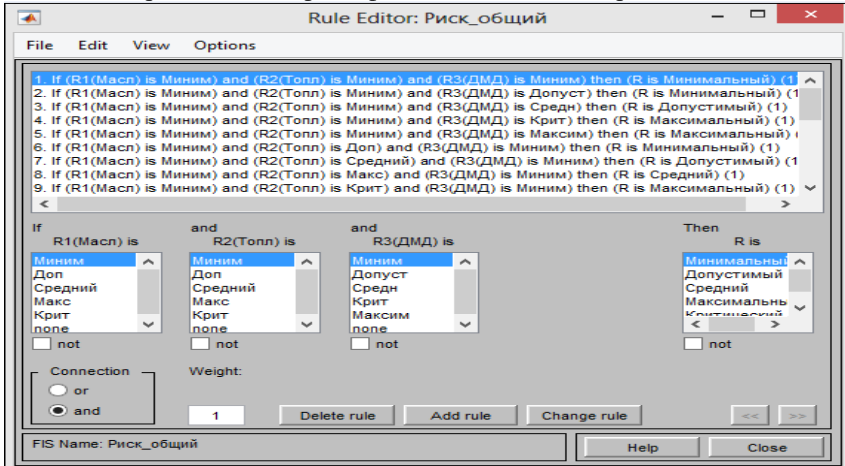 Rule Editor: Риск_общий
File Edit View Options
1. If (R1(Масл) is Миним) and (R2(Топл) is Миним) and (R3(ДМД) is Миним) then (R is Минимальный) (1)
2. If (R1(Масл) is Миним) and (R2(Топл) is Миним) and (R3(ДМД) is Допуст) then (R is Минимальный) (1
3. If (R1(Масл) is Миним) and (R2(Топл) is Миним) and (R3(ДМД) is Средн) then (R is Допустимый) (1)
4. If (R1(Масл) is Миним) and (R2(Топл) is Миним) and (R3(ДМД) is Крит) then (R is Максимальный) (1)
5. If (R1(Масл) is Миним) and (R2(Топл) is Миним) and (R3(ДМД) is Максим) then (R is Максимальный) (
6. If (R1(Масл) is Миним) and (R2(Топл) is Доп) and (R3(ДМД) is Миним) then (R is Минимальный) (1)
7. If (R1(Масл) is Миним) and (R2(Топл) is Средний) and (R3(ДМД) is Миним) then (R is Допустимый) (1
8. If (R1(Масл) is Миним) and (R2(Топл) is Макс) and (R3(ДМД) is Миним) then (R is Средний) (1)
9. If (R1(Масл) is Миним) and (R2(Топл) is Крит) and (R3(ДМД) is Миним) then (R is Максимальный) (1)
If and and Then
R1(Масл) is R2(Топл) is R3(ДМД) is R is
Миним Миним Миним Минимальный
Доп Доп Допуст Допустимый
Средний Средний Средн Средний
Макс Макс Крит Максимальны
Крит Крит Максим Критический
none none none
not not not not
Connection Weight:
or
and 1 Delete rule Add rule Change rule << >>
FIS Name: Риск_общий Help Close